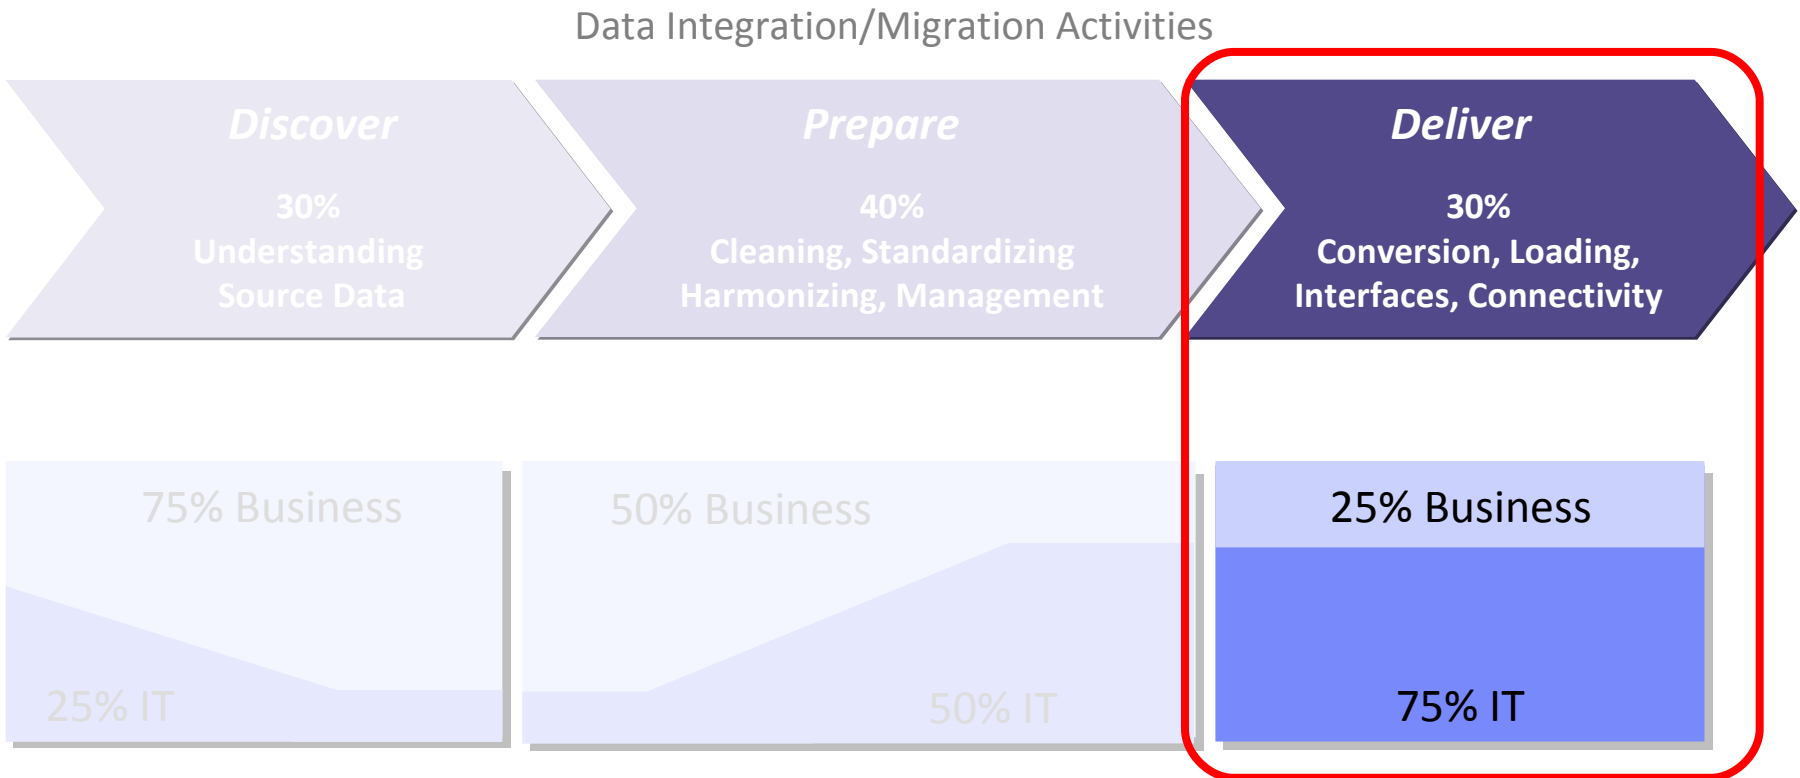 Data Integration/Migration Activities
Discover
30%
Understanding
Source Data
Prepare
40%
Cleaning, Standardizing
Harmonizing, Management
Deliver
30%
Conversion, Loading,
Interfaces, Connectivity
75% Business
25% IT
50% Business
50% IT
25% Business
75% IT